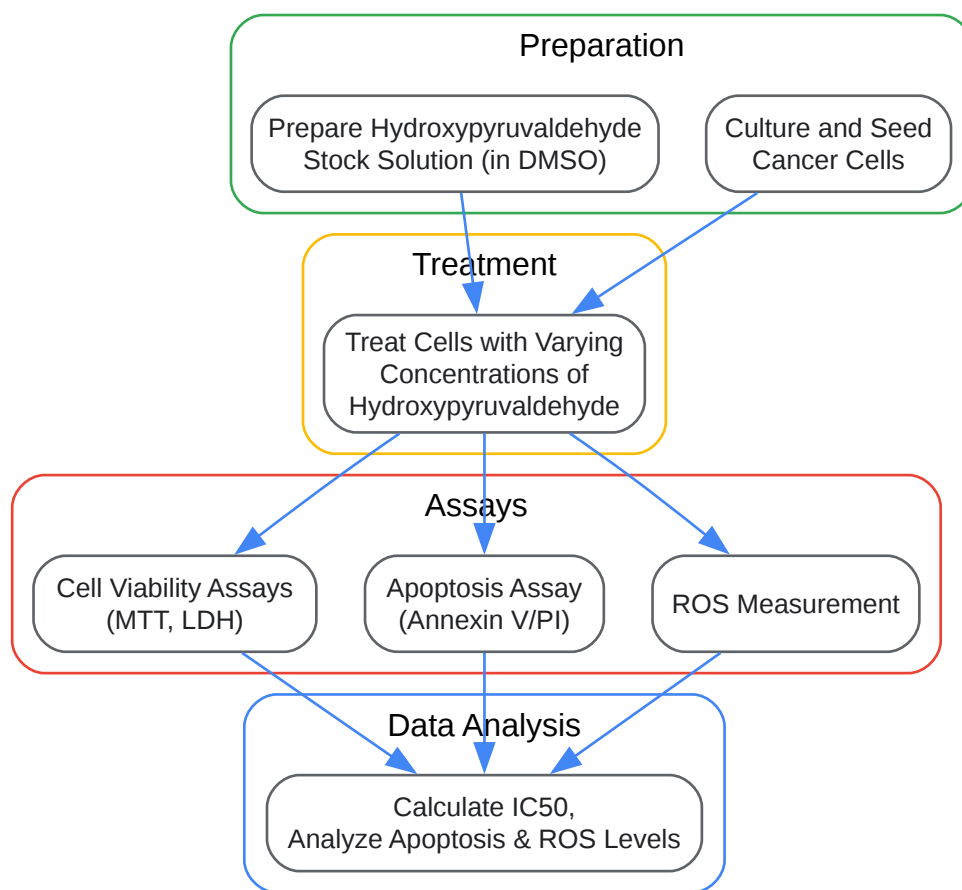 Preparation
Prepare Hydroxypyruvaldehyde
Stock Solution (in DMSO)
Culture and Seed
Cancer Cells
Treatment
Treat Cells with Varying
Concentrations of
Hydroxypyruvaldehyde
Assays
Cell Viability Assays
(MTT, LDH)
Apoptosis Assay
(Annexin V/PI)
ROS Measurement
Data Analysis
Calculate IC50,
Analyze Apoptosis & ROS Levels